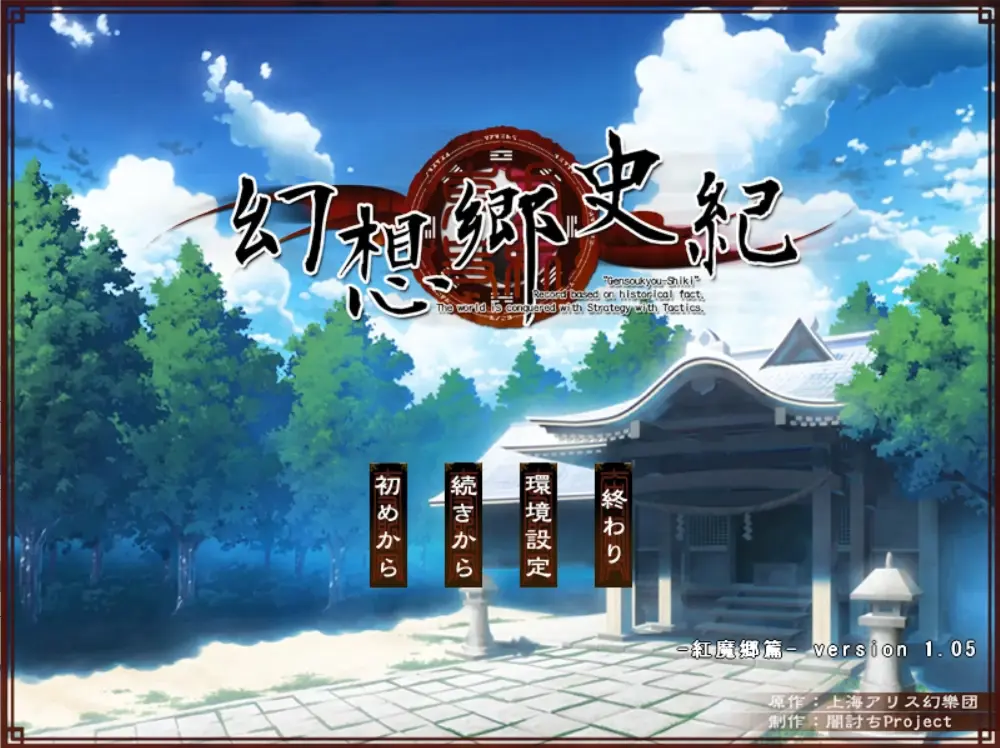 幻想郷史紀
"Gensoukyou-Shiki"
Record based on historical fact.
The world is conquered with Strategy with Tactics.
初めから
続きから
環境設定
終わり
-紅魔郷篇- version 1.05
原作：上海アリス幻樂団
制作：闇討ちProject